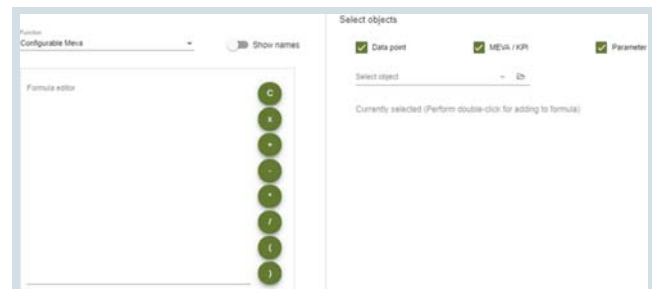 Function
Configurable Meva
Show names
Formula editor
C
x
+
-
*
/
(
)
Select objects
Data point
MEVA / KPI
Parameter
Select object
Currently selected (Perform double-click for adding to formula)